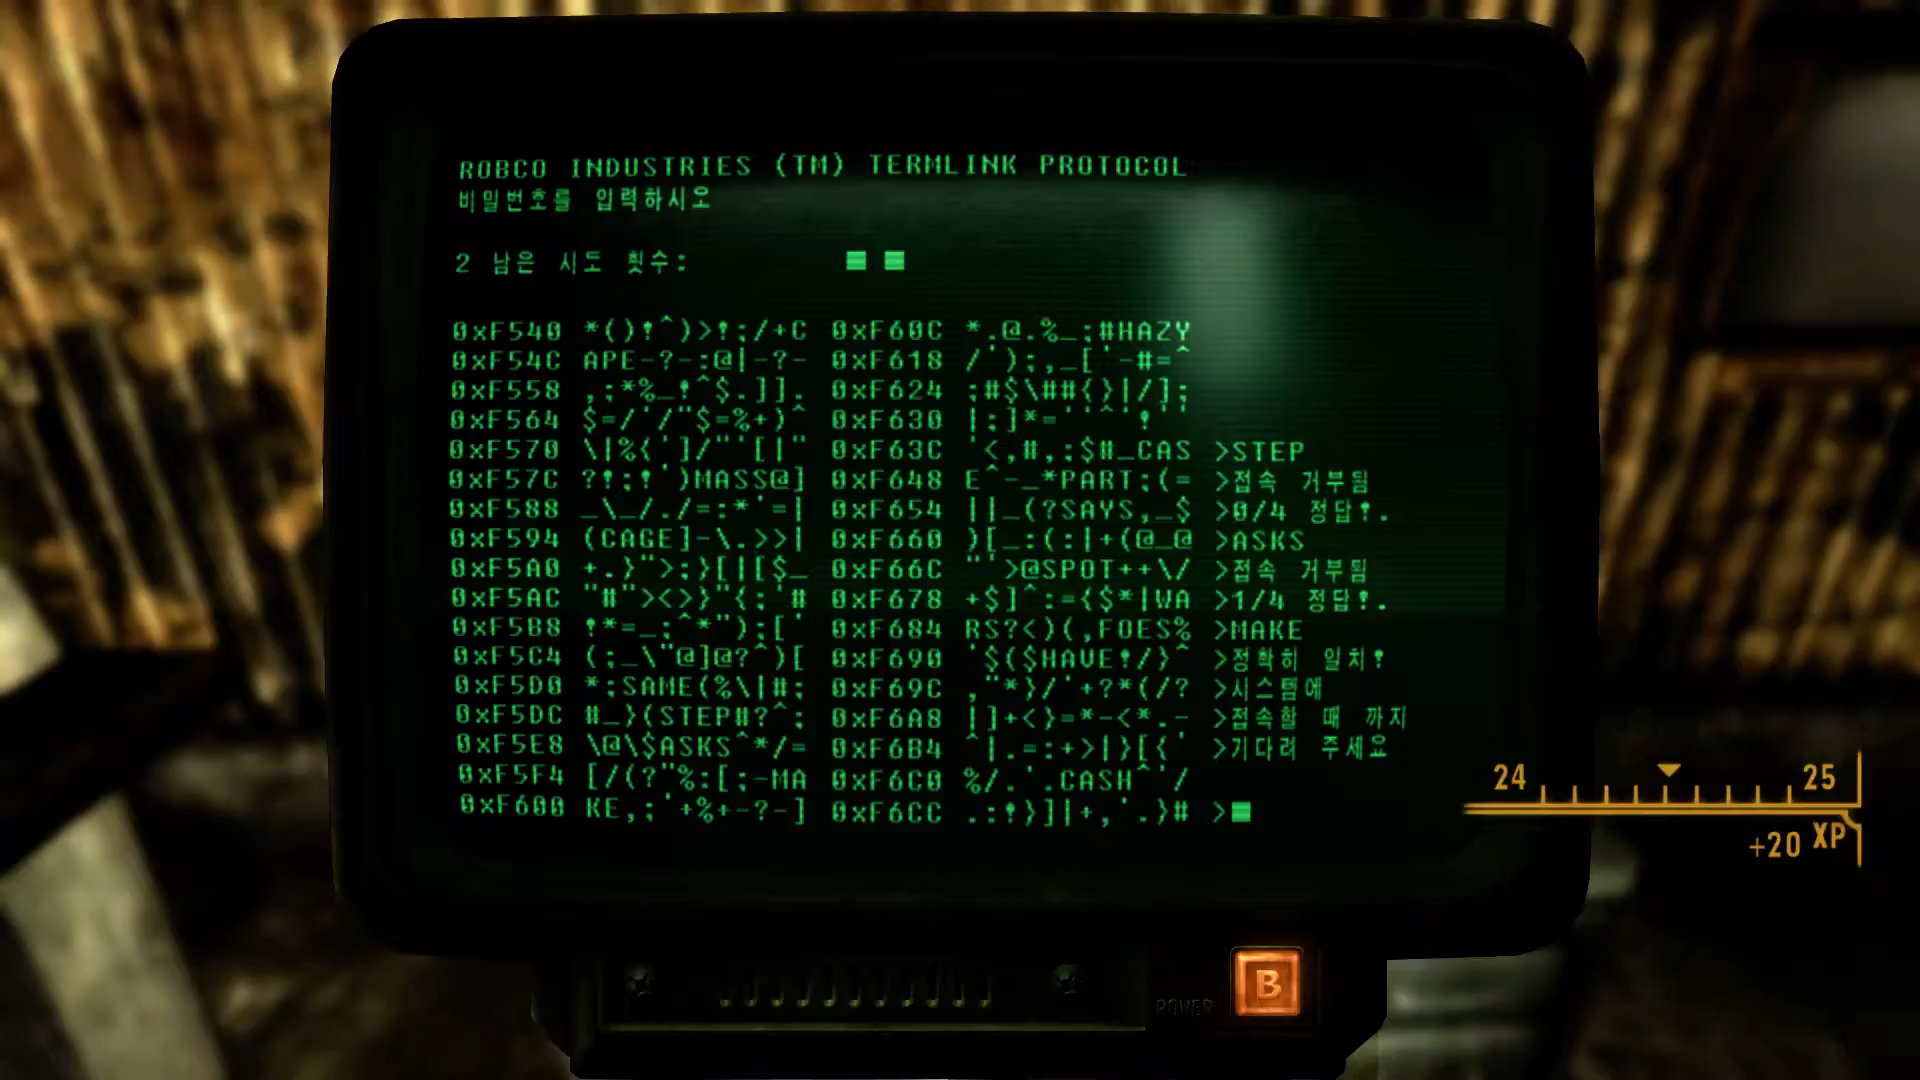 ROBCO INDUSTRIES (TM) TERMLINK PROTOCOL
비밀번호를 입력하시오
2 남은 시도 횟수:
0xF540 *()!^)>!;/+C 0xF60C *.@.%_;#HAZY
0xF54C APE-?-:@|-?- 0xF618 /');,_['-#=^
0xF558 ,;*%_!^$.]]. 0xF624 ;#$\##{}|/];
0xF564 $=/'/"$=%+)^ 0xF630 |:]*=''^'!''
0xF570 \|%{']/"'[|" 0xF63C '<,#,:$#_CAS >STEP
0xF57C ?!;!')MASS@] 0xF648 E^-_*PART;(= >접속 거부됨
0xF588 _\_/./=:*'=| 0xF654 ||_(?SAYS,_$ >0/4 정답!.
0xF594 (CAGE]-\.>>| 0xF660 )[_:(:|+(@_@ >ASKS
0xF5A0 +.}">;}[|[$_ 0xF66C "'>@SPOT++\/ >접속 거부됨
0xF5AC "#"><>}"{:'# 0xF678 +$]^:={$*|WA >1/4 정답!.
0xF5B8 !*=_;^*");[' 0xF684 RS?<)(,FOES% >MAKE
0xF5C4 (;_\"@]@?^)[ 0xF690 '$($HAVE!/}^ >정확히 일치!
0xF5D0 *;SAME(%\|#; 0xF69C ,"*}/'+?*(/? >시스템에
0xF5DC #_}(STEP#?^; 0xF6A8 |]+<}=*-<*.- >접속할 때 까지
0xF5E8 \@\$ASKS^*/= 0xF6B4 ^|.=:+>|}[{' >기다려 주세요
0xF5F4 [/(?"%:[;-MA 0xF6C0 %/.'.CASH^'/
0xF600 KE,;'+%+-?-] 0xF6CC .:!}]|+,'.}# >
24 25
+20 XP
POWER B